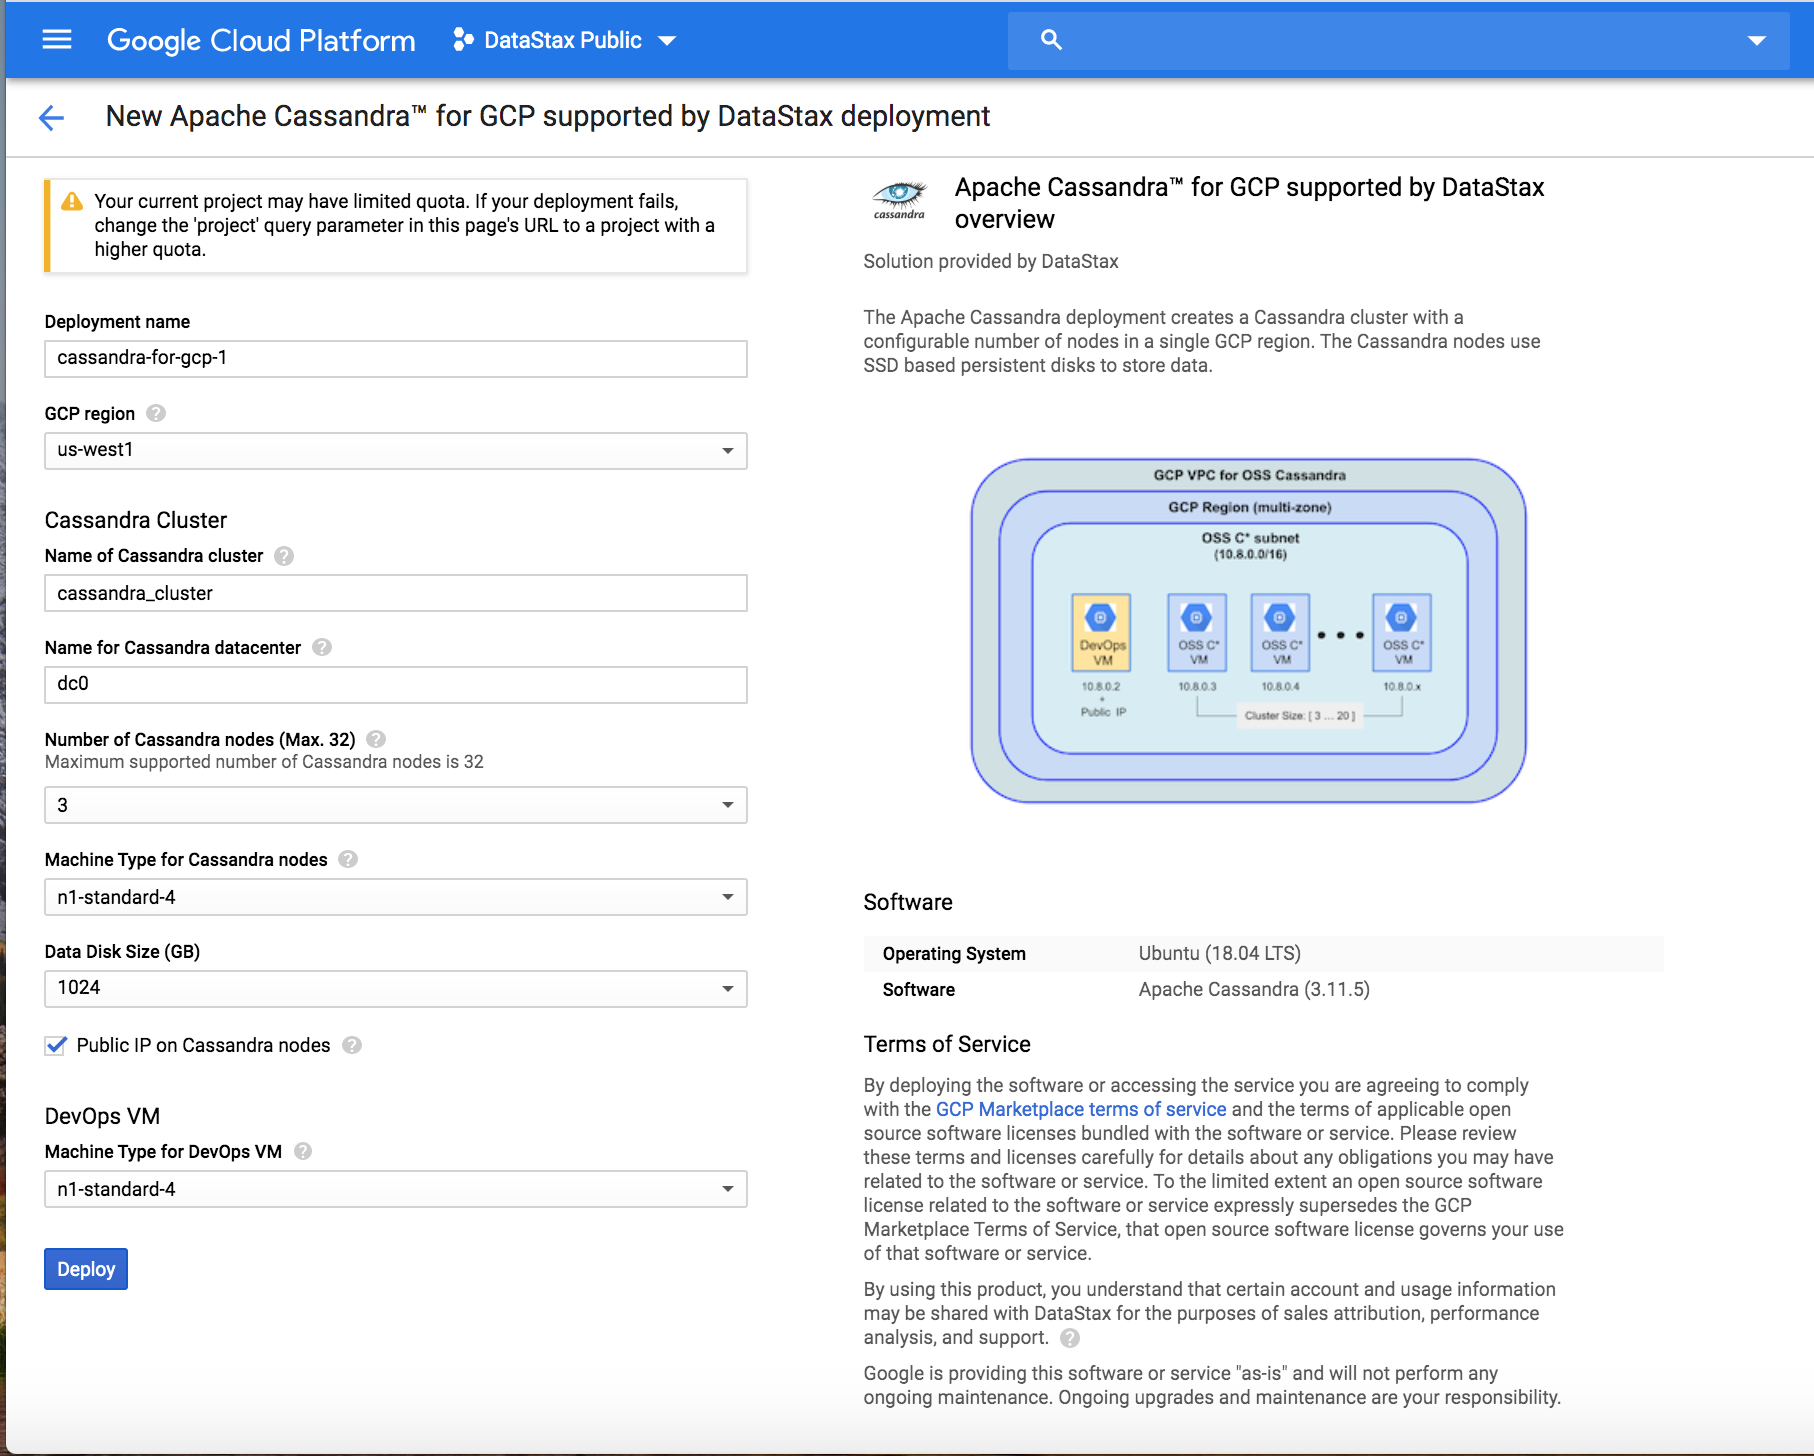 Google Cloud Platform
DataStax Public
New Apache Cassandra™ for GCP supported by DataStax deployment
Your current project may have limited quota. If your deployment fails,
change the 'project' query parameter in this page's URL to a project with a
higher quota.
Deployment name
cassandra-for-gcp-1
GCP region ?
us-west1
Cassandra Cluster
Name of Cassandra cluster ?
cassandra_cluster
Name for Cassandra datacenter ?
dc0
Number of Cassandra nodes (Max. 32) ?
Maximum supported number of Cassandra nodes is 32
3
Machine Type for Cassandra nodes ?
n1-standard-4
Data Disk Size (GB)
1024
Public IP on Cassandra nodes ?
DevOps VM
Machine Type for DevOps VM ?
n1-standard-4
Deploy
cassandra
Apache Cassandra™ for GCP supported by DataStax
overview
Solution provided by DataStax
The Apache Cassandra deployment creates a Cassandra cluster with a
configurable number of nodes in a single GCP region. The Cassandra nodes use
SSD based persistent disks to store data.
GCP VPC for OSS Cassandra
GCP Region (multi-zone)
OSS C* subnet
(10.8.0.0/16)
DevOps
VM
10.8.0.2
+
Public IP
OSS C*
VM
10.8.0.3
OSS C*
VM
10.8.0.4
OSS C*
VM
10.8.0.x
Cluster Size: [ 3 ... 20 ]
Software
Operating System Ubuntu (18.04 LTS)
Software Apache Cassandra (3.11.5)
Terms of Service
By deploying the software or accessing the service you are agreeing to comply
with the GCP Marketplace terms of service and the terms of applicable open
source software licenses bundled with the software or service. Please review
these terms and licenses carefully for details about any obligations you may have
related to the software or service. To the limited extent an open source software
license related to the software or service expressly supersedes the GCP
Marketplace Terms of Service, that open source software license governs your use
of that software or service.
By using this product, you understand that certain account and usage information
may be shared with DataStax for the purposes of sales attribution, performance
analysis, and support. ?
Google is providing this software or service "as-is" and will not perform any
ongoing maintenance. Ongoing upgrades and maintenance are your responsibility.